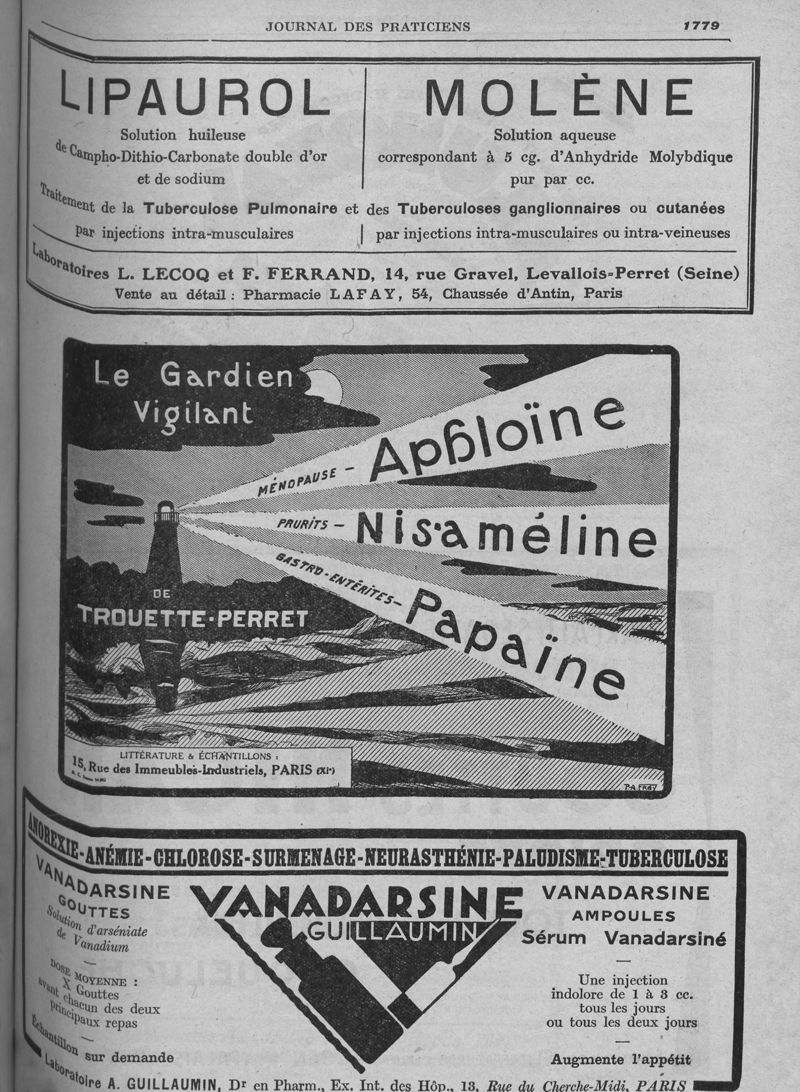 JOURNAL DES PRATICIENS 1779
LIPAUROL
Solution huileuse
de Campho-Dithio-Carbonate double d'or
et de sodium
MOLÈNE
Solution aqueuse
correspondant à 5 cg. d'Anhydride Molybdique
pur par cc.
Traitement de la Tuberculose Pulmonaire et des Tuberculoses ganglionnaires ou cutanées
par injections intra-musculaires | par injections intra-musculaires ou intra-veineuses
Laboratoires L. LECOQ et F. FERRAND, 14, rue Gravel, Levallois-Perret (Seine)
Vente au détail : Pharmacie LAFAY, 54, Chaussée d'Antin, Paris
Le Gardien
Vigilant
MÉNOPAUSE - Aphloïne
PRURITS - Nisaméline
GASTRO-ENTÉRITES - Papaïne
DE
TROUETTE-PERRET
LITTÉRATURE & ÉCHANTILLONS :
15, Rue des Immeubles-Industriels, PARIS (XIe)
ANOREXIE-ANÉMIE-CHLOROSE-SURMENAGE-NEURASTHÉNIE-PALUDISME-TUBERCULOSE
VANADARSINE
GOUTTES
Solution d'arséniate
de Vanadium
DOSE MOYENNE :
X Gouttes
avant chacun des deux
principaux repas
Échantillon sur demande
VANADARSINE
GUILLAUMIN
VANADARSINE
AMPOULES
Sérum Vanadarsiné
Une injection
indolore de 1 à 3 cc.
tous les jours
ou tous les deux jours
Augmente l'appétit
Laboratoire A. GUILLAUMIN, Dr en Pharm., Ex. Int. des Hôp., 13, Rue du Cherche-Midi, PARIS